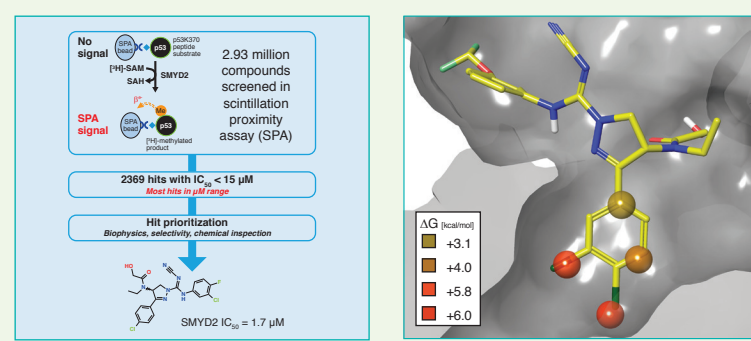 No
signal
SPA
bead
p53
p53K370
peptide
substrate
[³H]-SAM
SAH
SMYD2
β⁺
Me
SPA
signal
SPA
bead
p53
[³H]-methylated
product
2.93 million
compounds
screened in
scintillation
proximity
assay (SPA)
2369 hits with IC₅₀ < 15 µM
Most hits in µM range
Hit prioritization
Biophysics, selectivity, chemical inspection
HO
O
N
N
N
N
N
N
H
F
Cl
Cl
SMYD2 IC₅₀ = 1.7 µM
ΔG [kcal/mol]
+3.1
+4.0
+5.8
+6.0